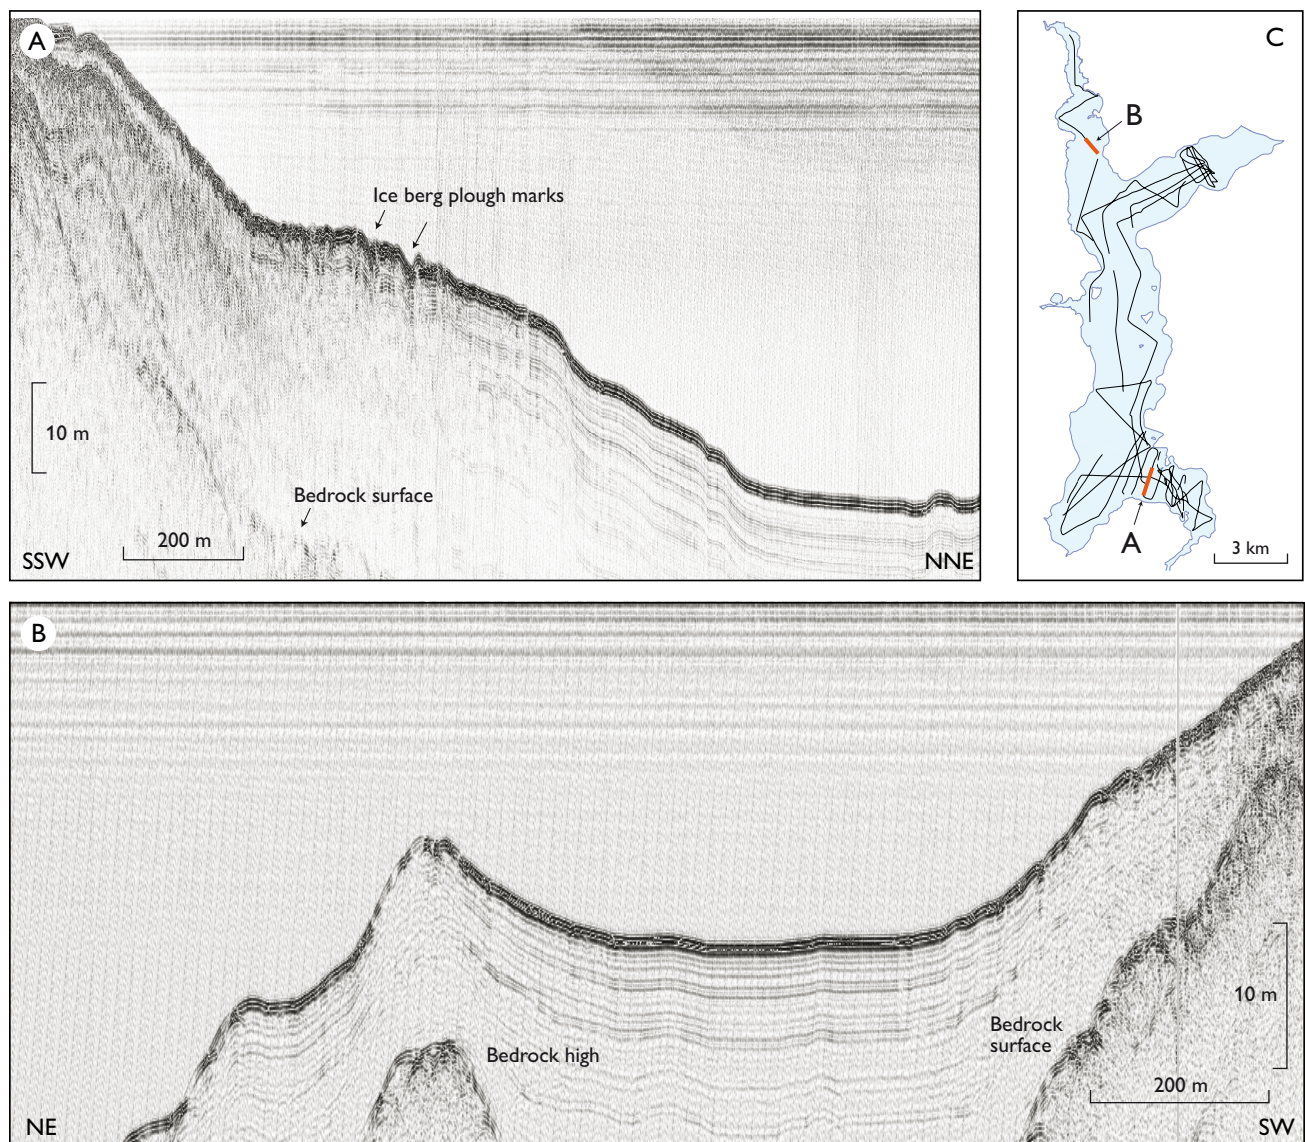 A
Ice berg plough marks
10 m
Bedrock surface
200 m
SSW
NNE
C
B
A
3 km
B
10 m
Bedrock
surface
Bedrock high
200 m
NE
SW